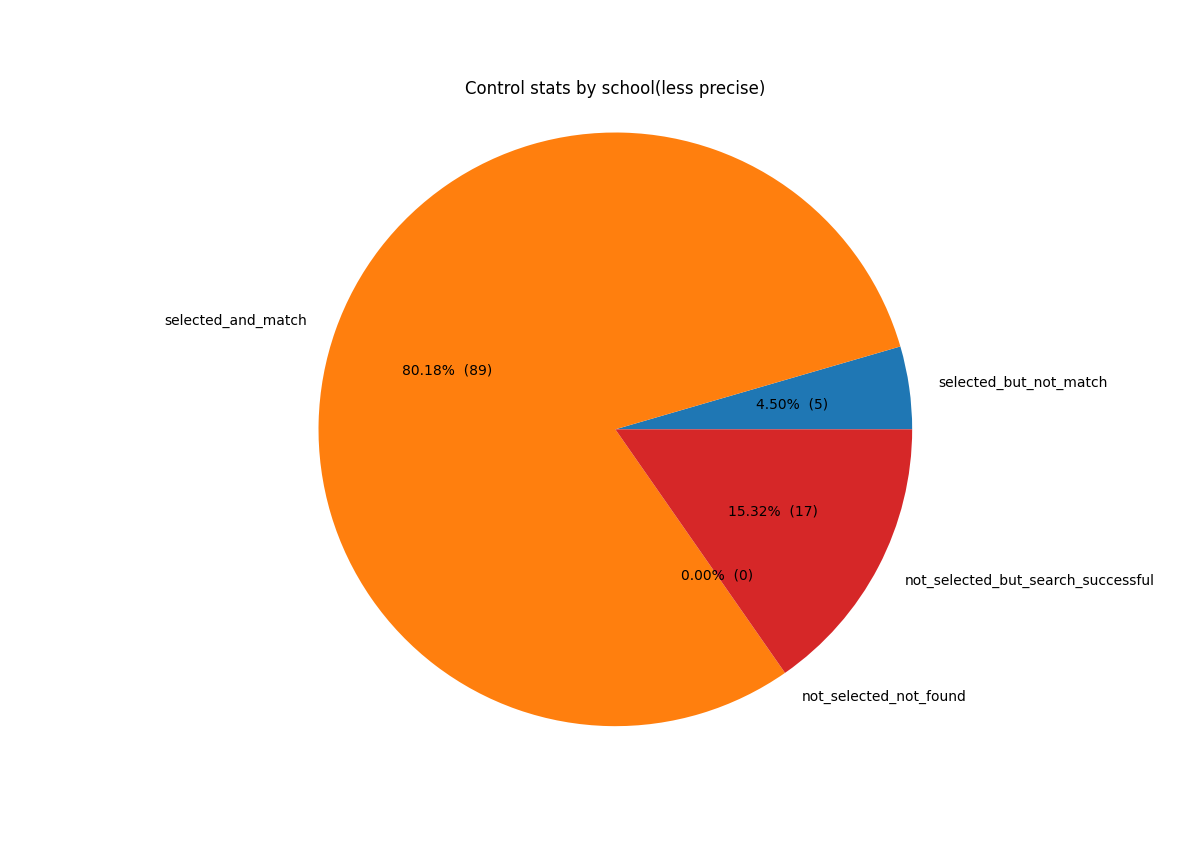 Control stats by school(less precise)
selected_and_match
80.18%  (89)
selected_but_not_match
4.50%  (5)
15.32%  (17)
not_selected_but_search_successful
0.00%  (0)
not_selected_not_found